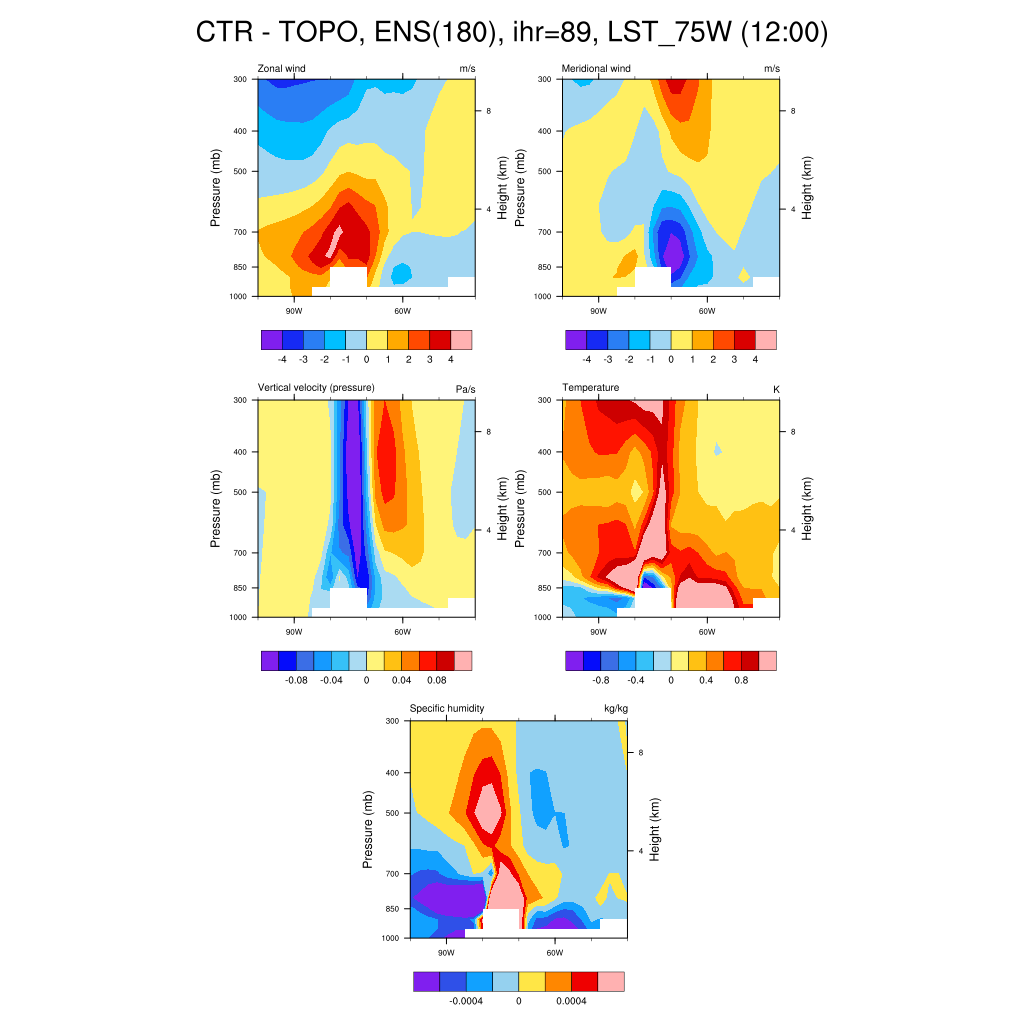 CTR - TOPO, ENS(180), ihr=89, LST_75W (12:00)
Zonal wind m/s
300
400
500
700
850
1000
Pressure (mb)
8
4
Height (km)
90W 60W
-4 -3 -2 -1 0 1 2 3 4
Meridional wind m/s
300
400
500
700
850
1000
Pressure (mb)
8
4
Height (km)
90W 60W
-4 -3 -2 -1 0 1 2 3 4
Vertical velocity (pressure) Pa/s
300
400
500
700
850
1000
Pressure (mb)
8
4
Height (km)
90W 60W
-0.08 -0.04 0 0.04 0.08
Temperature K
300
400
500
700
850
1000
Pressure (mb)
8
4
Height (km)
90W 60W
-0.8 -0.4 0 0.4 0.8
Specific humidity kg/kg
300
400
500
700
850
1000
Pressure (mb)
8
4
Height (km)
90W 60W
-0.0004 0 0.0004